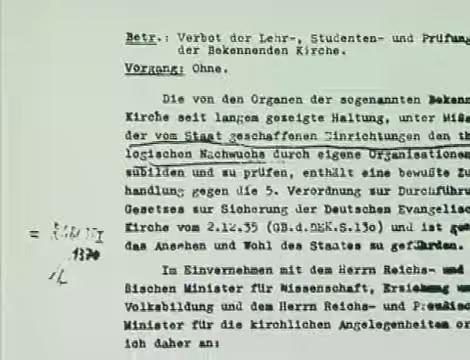 Betr.: Verbot der Lehr-, Studenten- und Prüfung
der Bekennenden Kirche.
Vorgang: Ohne.
Die von den Organen der sogenannten Bekenn
Kirche seit langem gezeigte Haltung, unter Miß
der vom Staat geschaffenen Einrichtungen den th
logischen Nachwuchs durch eigene Organisationen
zubilden und zu prüfen, enthält eine bewußte Zu
handlung gegen die 5. Verordnung zur Durchführu
Gesetzes zur Sicherung der Deutschen Evangelisc
Kirche vom 2.12.35 (GB.d.DEK.S.130) und ist
das Ansehen und Wohl des Staates zu gefährden.
Im Einvernehmen mit dem Herrn Reichs- und
ßischen Minister für Wissenschaft, Erziehung un
Volksbildung und dem Herrn Reichs- und Preußisc
Minister für die kirchlichen Angelegenheiten or
ich daher an: